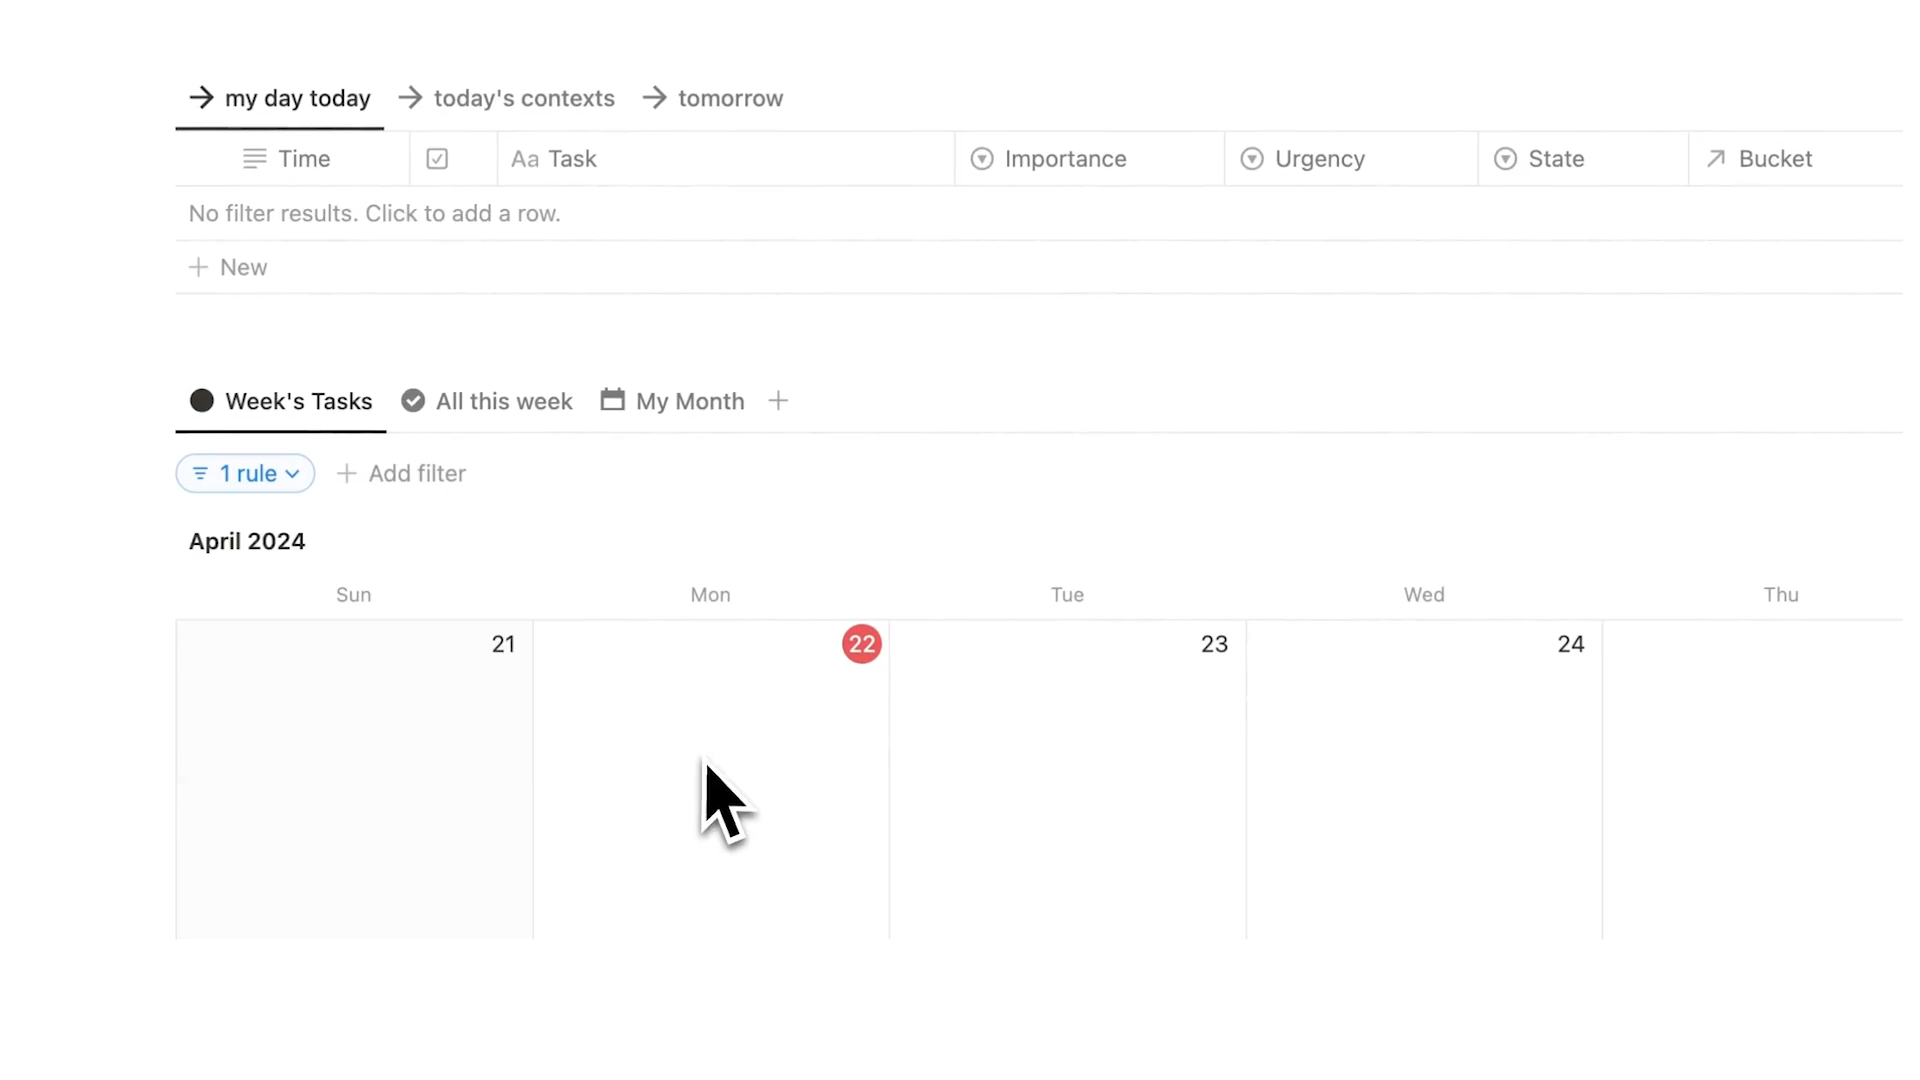 my day today today's contexts tomorrow
Time Aa Task Importance Urgency State Bucket
No filter results. Click to add a row.
+ New
Week's Tasks All this week My Month +
1 rule + Add filter
April 2024
Sun Mon Tue Wed Thu
21 22 23 24